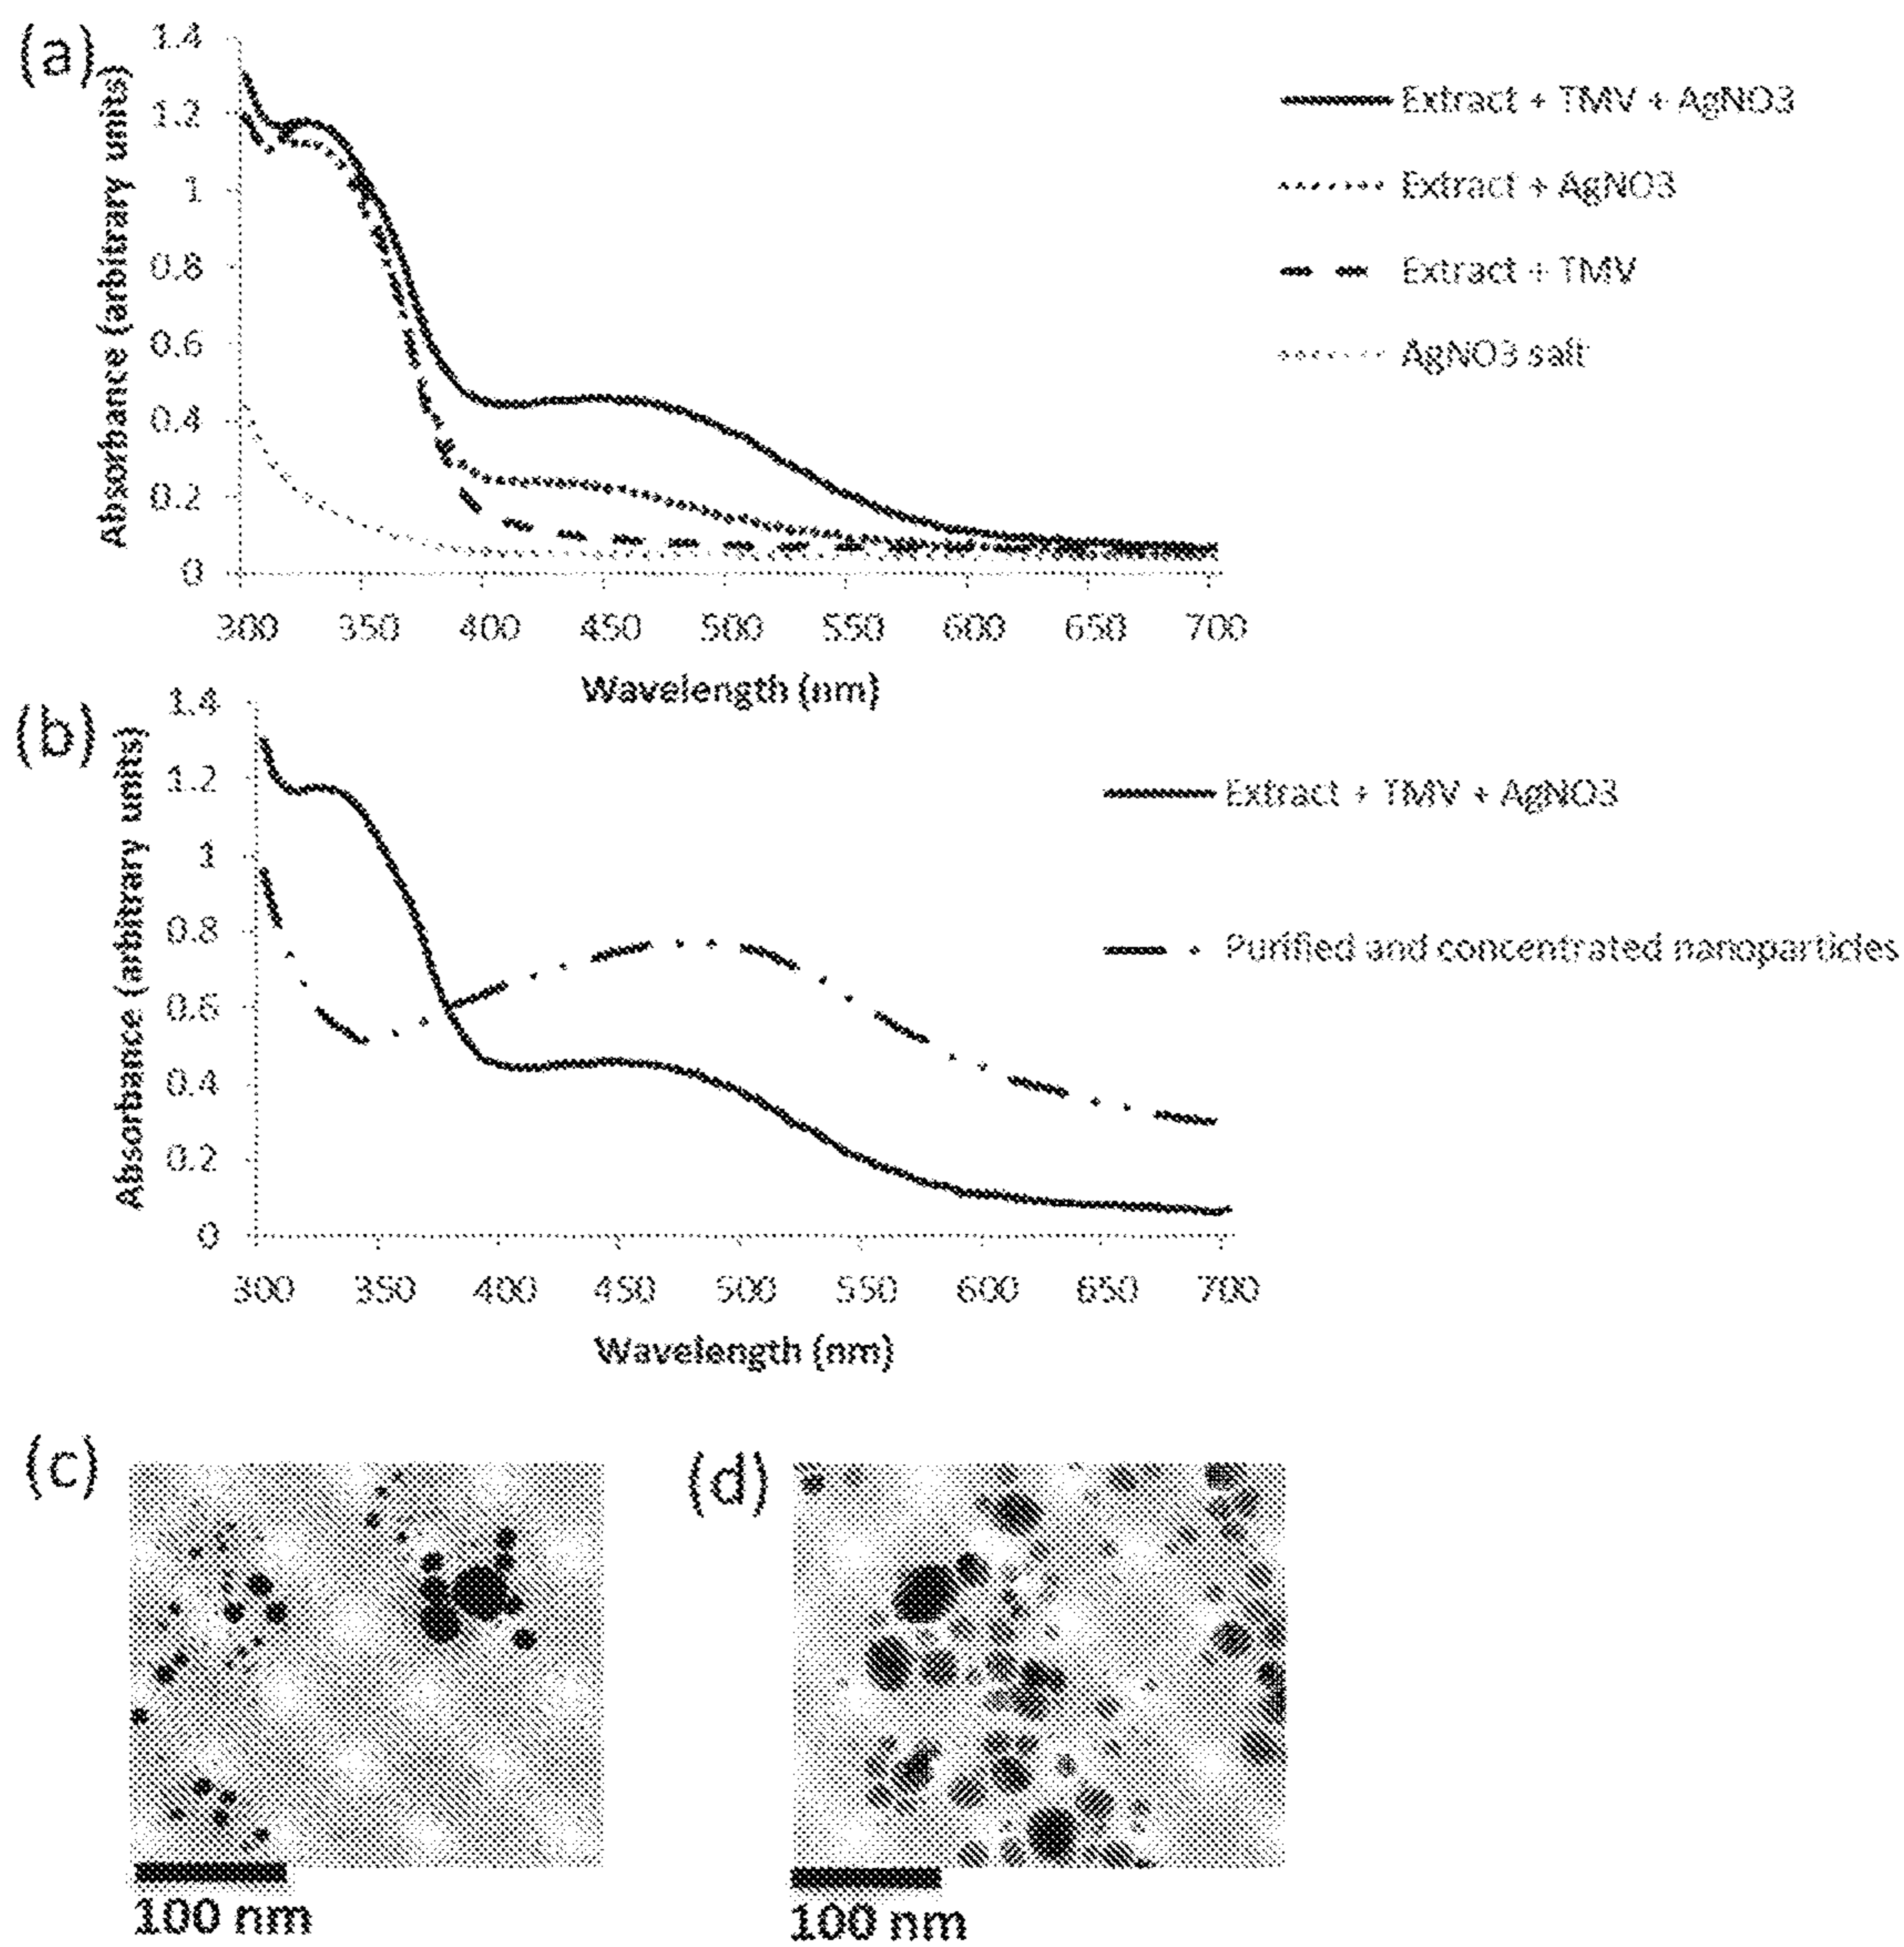 (a)
Absorbance (arbitrary units)
1.4
1.2
1
0.8
0.6
0.4
0.2
0
300 350 400 450 500 550 600 650 700
Wavelength (nm)
Extract + TMV + AgNO3
Extract + AgNO3
Extract + TMV
AgNO3 salt
(b)
Absorbance (arbitrary units)
1.4
1.2
1
0.8
0.6
0.4
0.2
0
300 350 400 450 500 550 600 650 700
Wavelength (nm)
Extract + TMV + AgNO3
Purified and concentrated nanoparticles
(c)
100 nm
(d)
100 nm